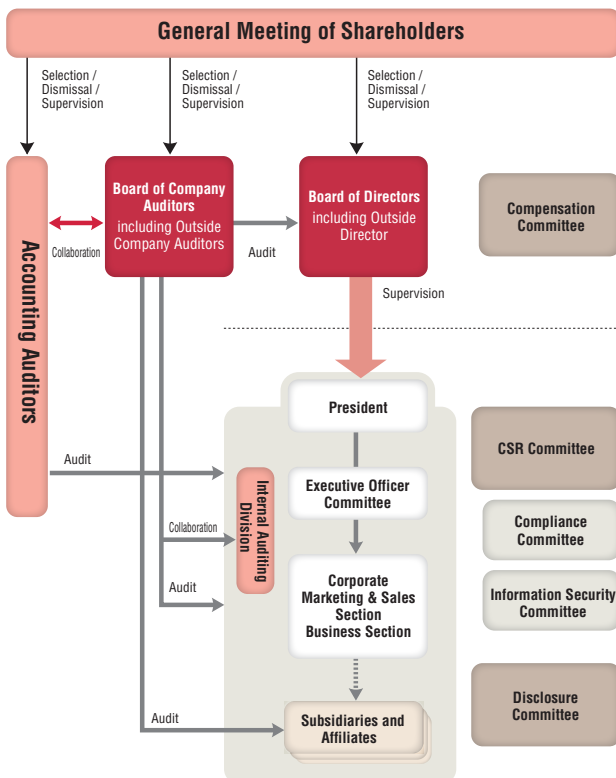 General Meeting of Shareholders
Selection /
Dismissal /
Supervision
Selection /
Dismissal /
Supervision
Selection /
Dismissal /
Supervision
Accounting Auditors
Collaboration
Board of Company
Auditors
including Outside
Company Auditors
Audit
Board of Directors
including Outside
Director
Compensation
Committee
Supervision
President
Audit
Executive Officer
Committee
Internal Auditing
Division
Collaboration
Audit
Corporate
Marketing & Sales
Section
Business Section
Audit
Subsidiaries and
Affiliates
CSR Committee
Compliance
Committee
Information Security
Committee
Disclosure
Committee